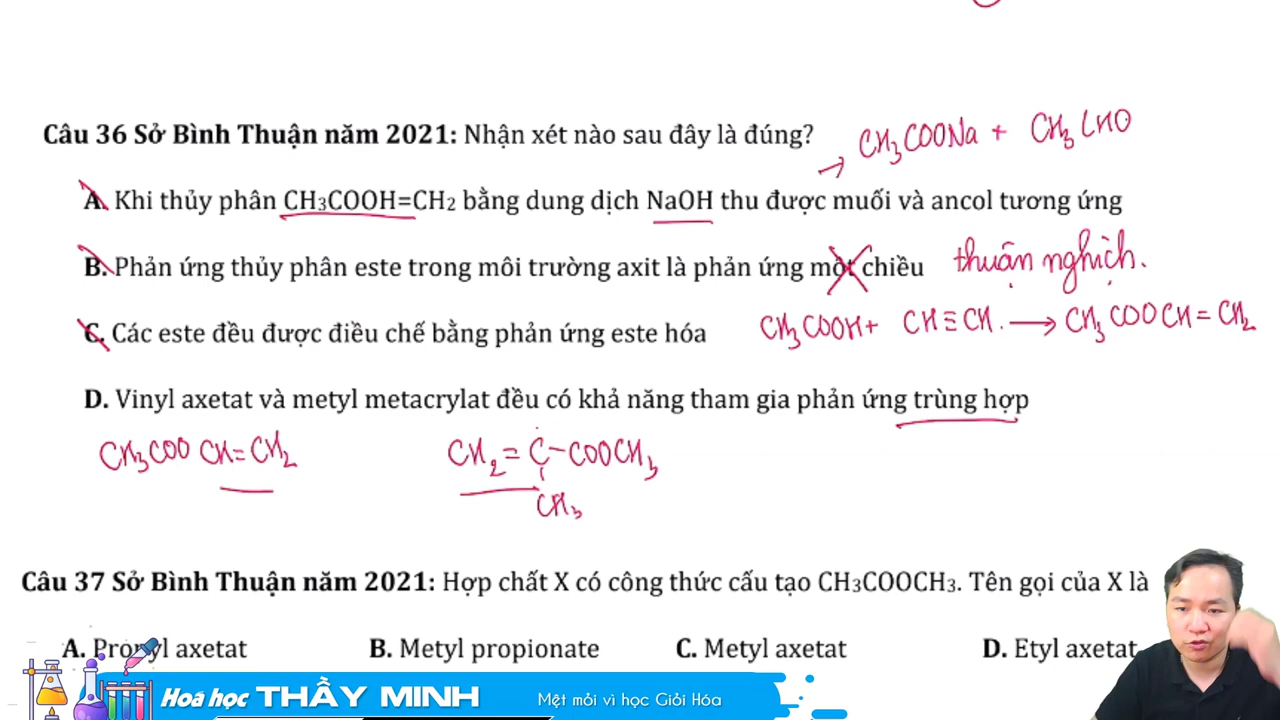 Câu 36 Sở Bình Thuận năm 2021: Nhận xét nào sau đây là đúng?
→ CH₃COONa + CH₃CHO
A. Khi thủy phân CH₃COOH=CH₂ bằng dung dịch NaOH thu được muối và ancol tương ứng
B. Phản ứng thủy phân este trong môi trường axit là phản ứng một chiều thuận nghịch.
C. Các este đều được điều chế bằng phản ứng este hóa CH₃COOH + CH≡CH. → CH₃COOCH=CH₂
D. Vinyl axetat và metyl metacrylat đều có khả năng tham gia phản ứng trùng hợp
CH₃COO CH=CH₂ CH₂=C–COOCH₃
CH₃
Câu 37 Sở Bình Thuận năm 2021: Hợp chất X có công thức cấu tạo CH₃COOCH₃. Tên gọi của X là
A. Propyl axetat B. Metyl propionate C. Metyl axetat D. Etyl axetat
Hoá học THẦY MINH Mệt mỏi vì học Giỏi Hóa